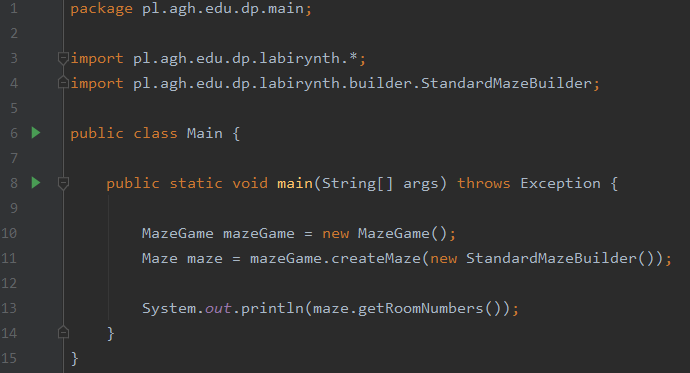 1 package pl.agh.edu.dp.main;
2
3 import pl.agh.edu.dp.labirynth.*;
4 import pl.agh.edu.dp.labirynth.builder.StandardMazeBuilder;
5
6 public class Main {
7
8 public static void main(String[] args) throws Exception {
9
10 MazeGame mazeGame = new MazeGame();
11 Maze maze = mazeGame.createMaze(new StandardMazeBuilder());
12
13 System.out.println(maze.getRoomNumbers());
14 }
15 }